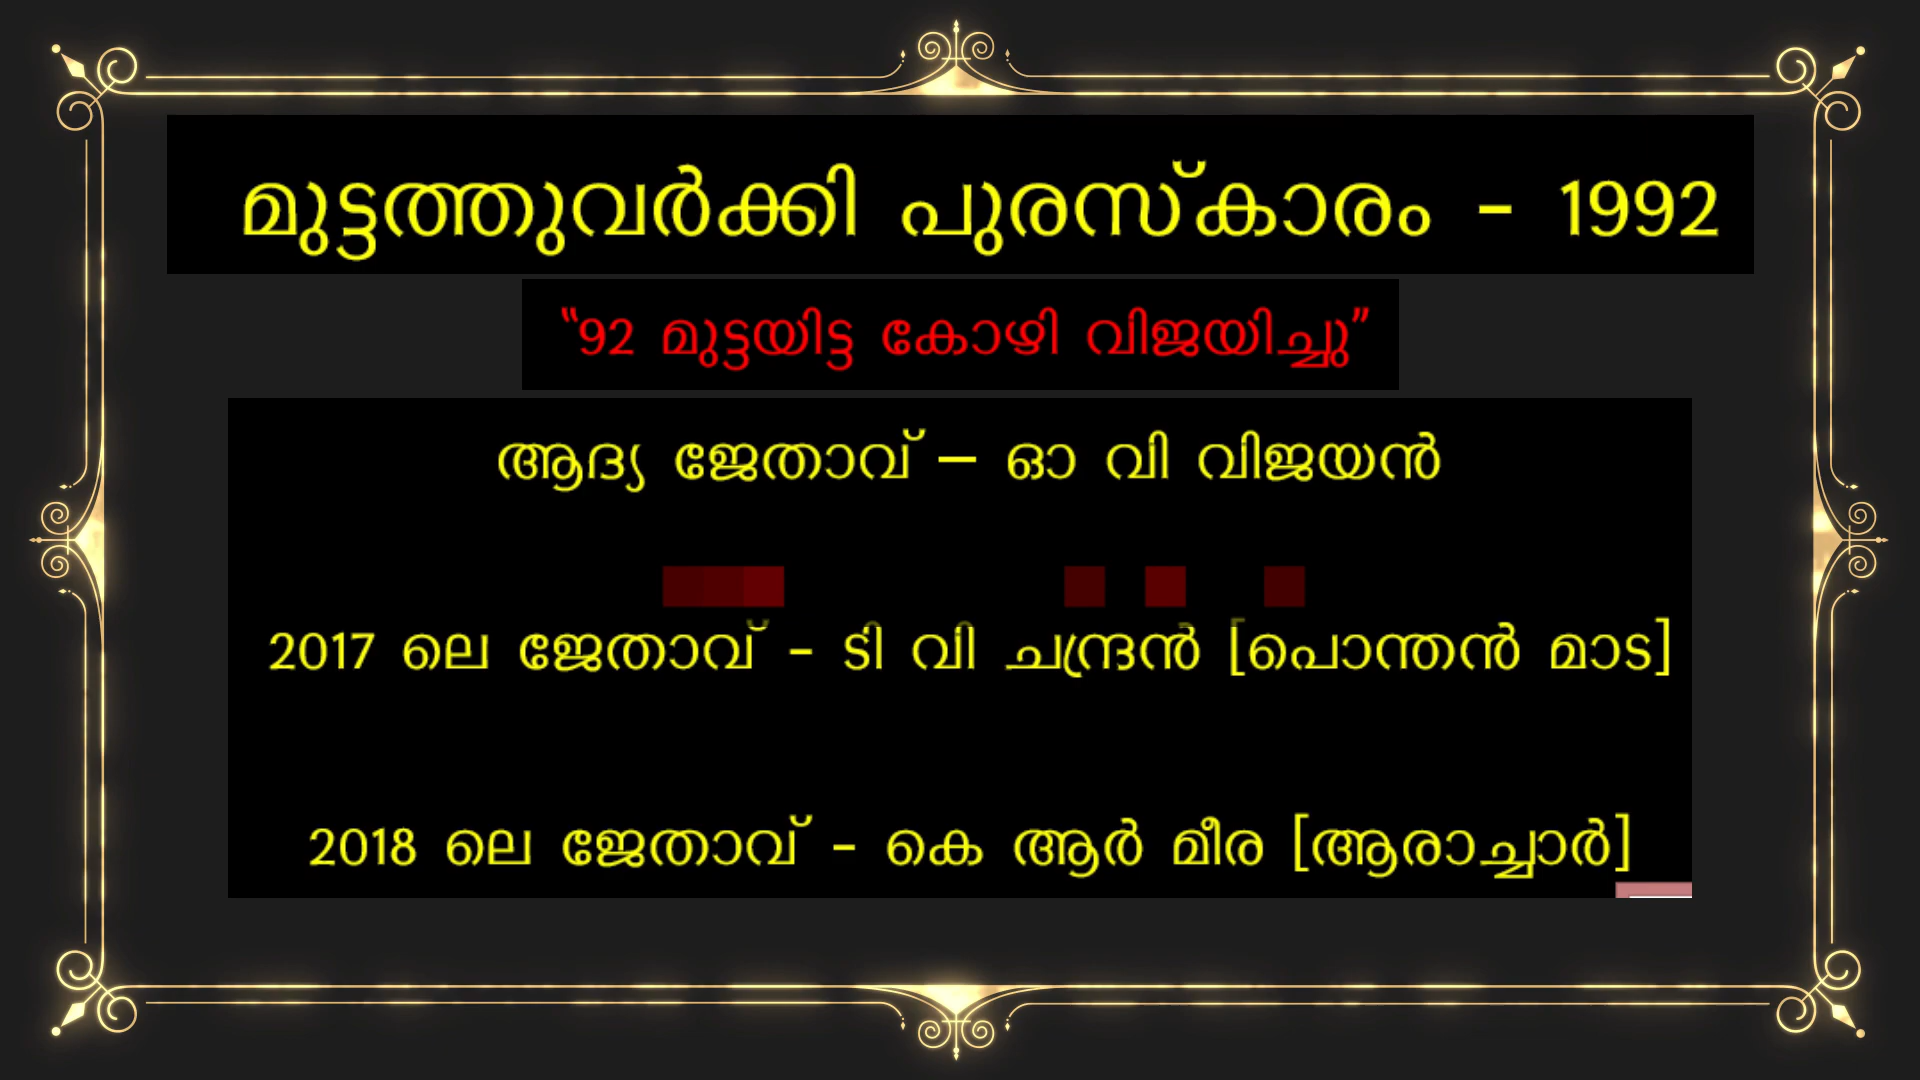 മുട്ടത്തുവർക്കി പുരസ്കാരം - 1992
“92 മുട്ടയിട്ട കോഴി വിജയിച്ചു”
ആദ്യ ജേതാവ് – ഓ വി വിജയൻ
2017 ലെ ജേതാവ് - ടി വി ചന്ദ്രൻ [പൊന്തൻ മാട]
2018 ലെ ജേതാവ് - കെ ആർ മീര [ആരാച്ചാർ]